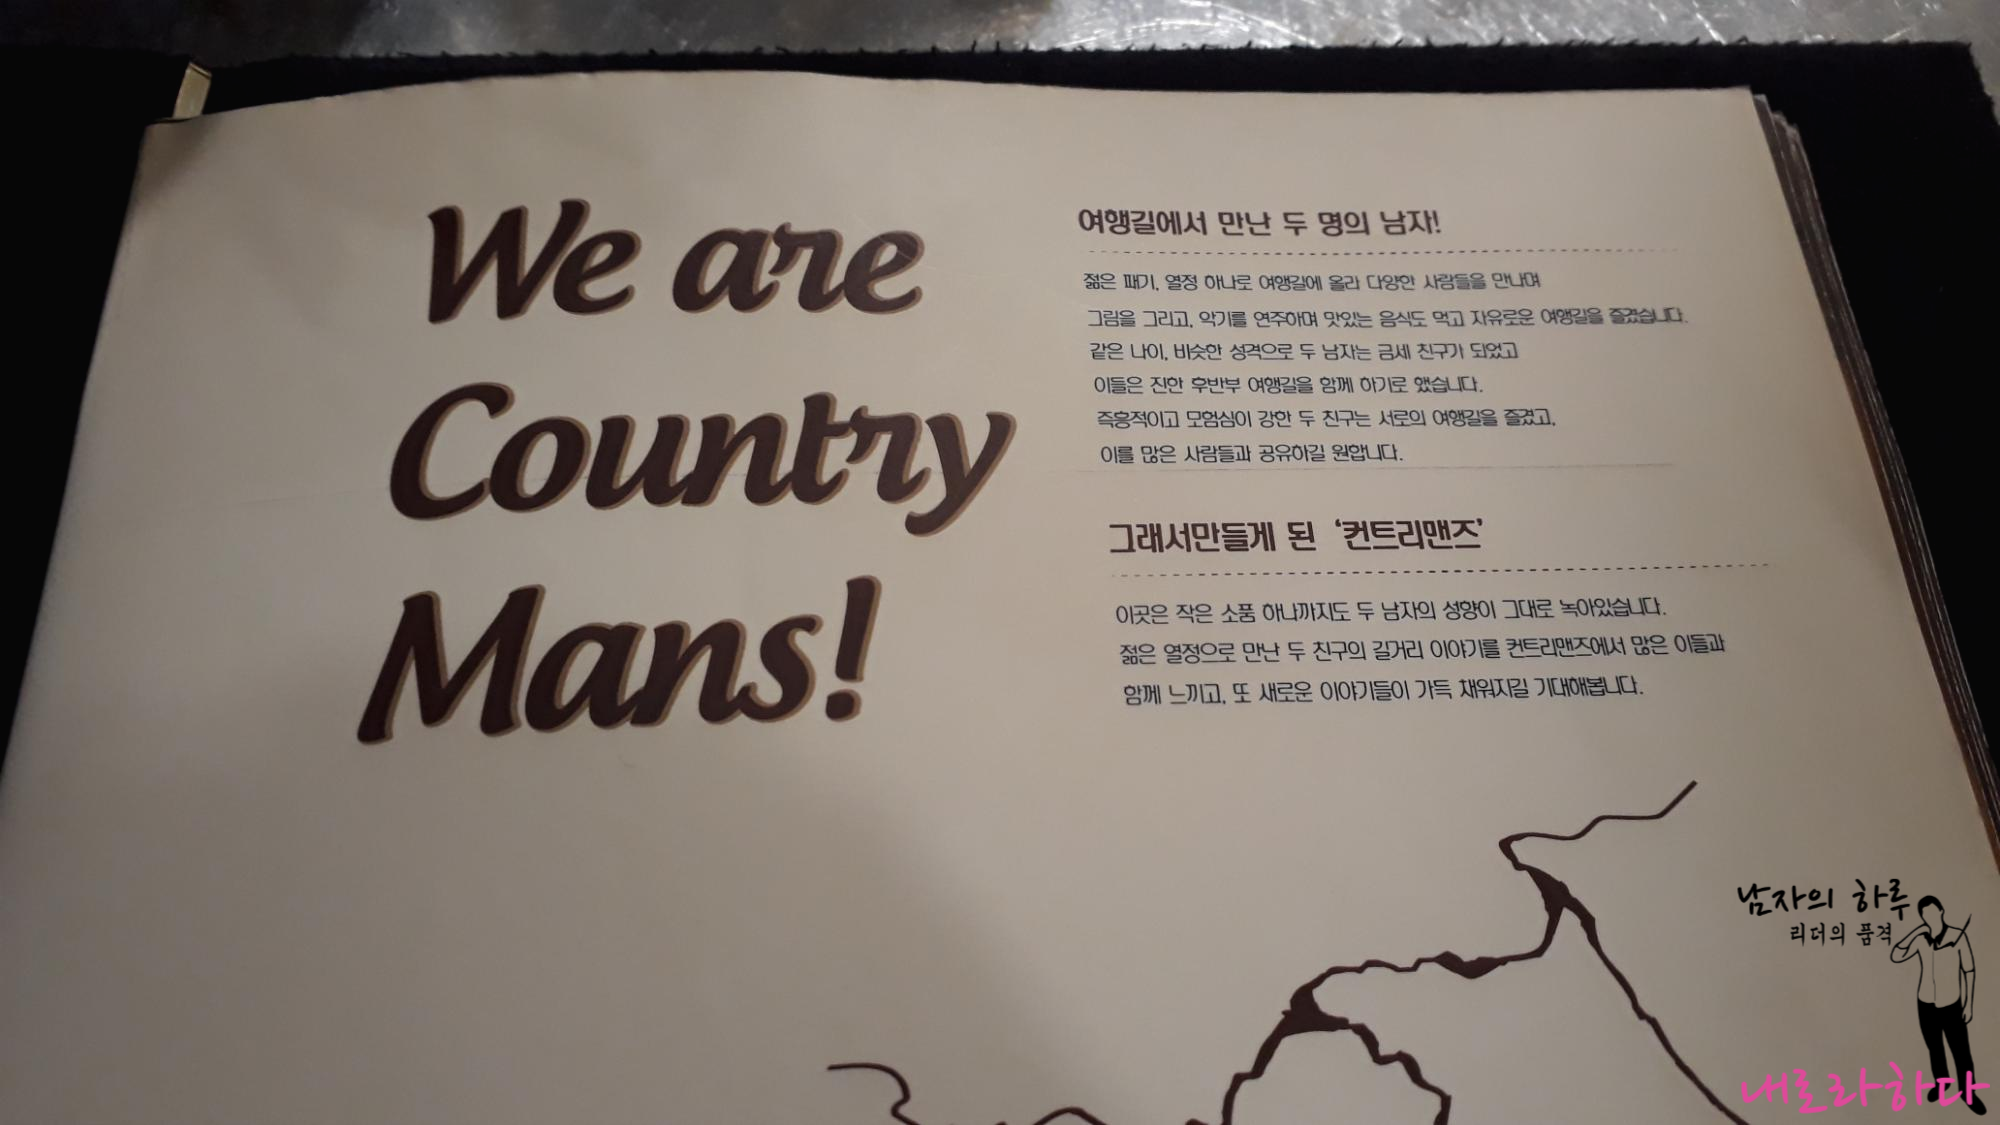 We are
Country
Mans!
여행길에서 만난 두 명의 남자!
젊은 패기, 열정 하나로 여행길에 올라 다양한 사람들을 만나며
그림을 그리고, 악기를 연주하며 맛있는 음식도 먹고 자유로운 여행길을 즐겼습니다.
같은 나이, 비슷한 성격으로 두 남자는 금세 친구가 되었고
이들은 진한 후반부 여행길을 함께 하기로 했습니다.
즉흥적이고 모험심이 강한 두 친구는 서로의 여행길을 즐겼고,
이를 많은 사람들과 공유하길 원합니다.
그래서만들게 된 ‘컨트리맨즈’
이곳은 작은 소품 하나까지도 두 남자의 성향이 그대로 녹아있습니다.
젊은 열정으로 만난 두 친구의 길거리 이야기를 컨트리맨즈에서 많은 이들과
함께 느끼고, 또 새로운 이야기들이 가득 채워지길 기대해봅니다.
남자의 하루
리더의 품격
내로라하다